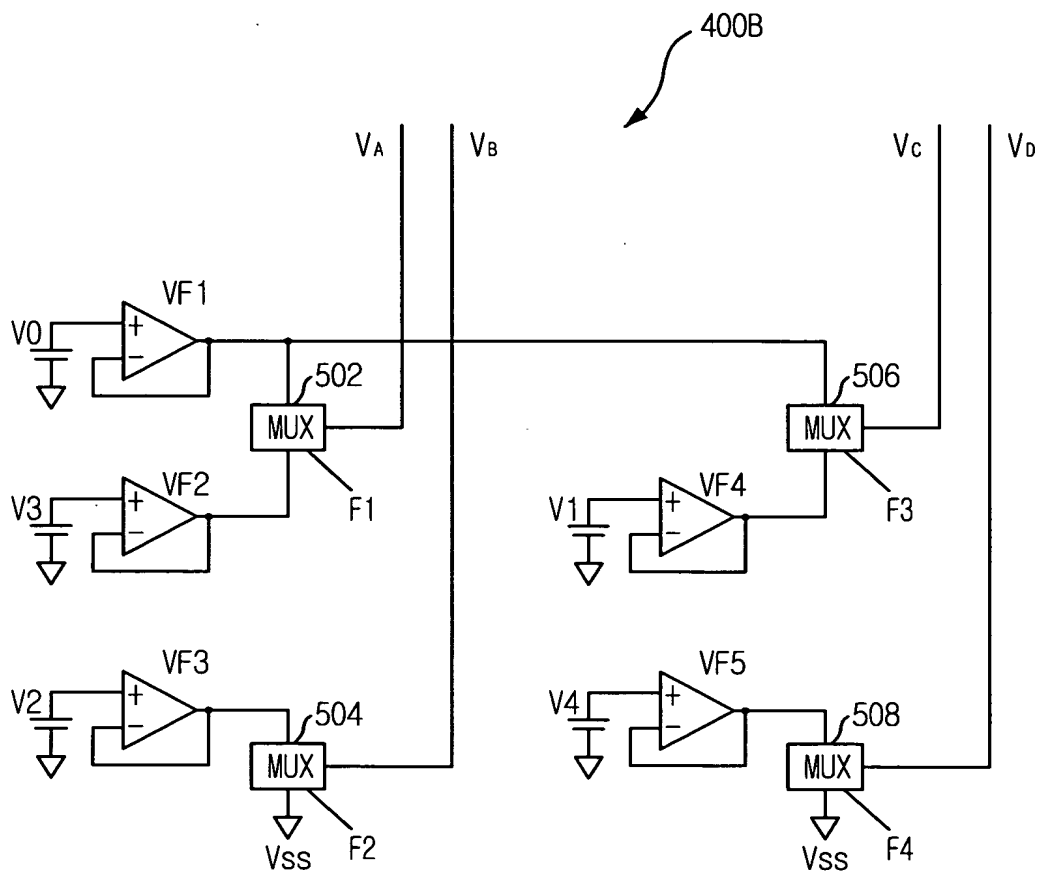 400B
VA VB VC VD
VF1
V0 + −
502 506
MUX MUX
VF2 VF4
V3 + − F1 V1 + − F3
VF3 VF5
V2 + − 504 V4 + − 508
MUX MUX
F2 F4
VSS VSS